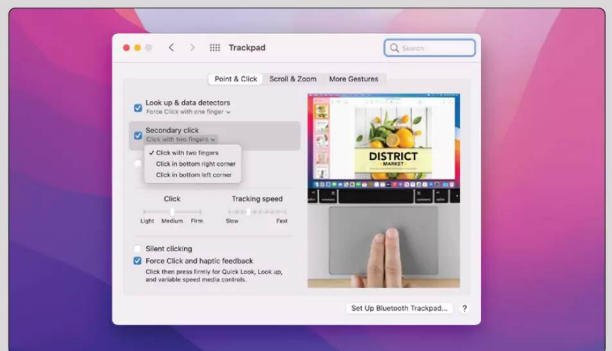 Trackpad
Search
Point & Click Scroll & Zoom More Gestures
Look up & data detectors
Force Click with one finger
Secondary click
Click with two fingers
✓ Click with two fingers
Click in bottom right corner
Click in bottom left corner
DISTRICT
MARKET
Click Tracking speed
Light Medium Firm Slow Fast
Silent clicking
Force Click and haptic feedback
Click then press firmly for Quick Look, Look up,
and variable speed media controls.
Set Up Bluetooth Trackpad... ?